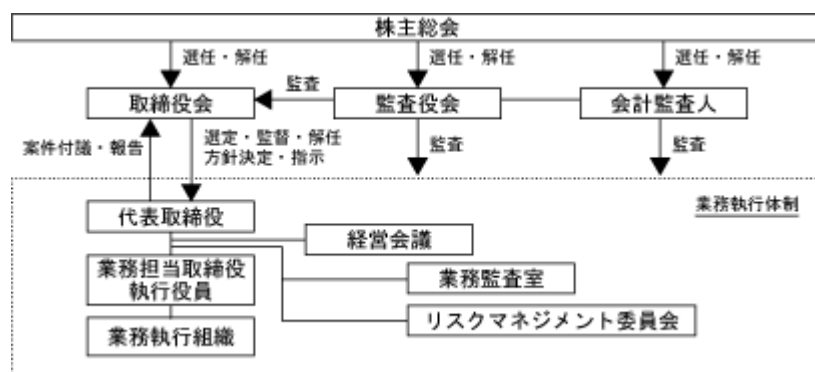 株主総会
選任・解任
選任・解任
選任・解任
取締役会
監査
監査役会
会計監査人
案件付議・報告
選定・監督・解任
方針決定・指示
監査
監査
業務執行体制
代表取締役
経営会議
業務担当取締役
執行役員
業務監査室
リスクマネジメント委員会
業務執行組織